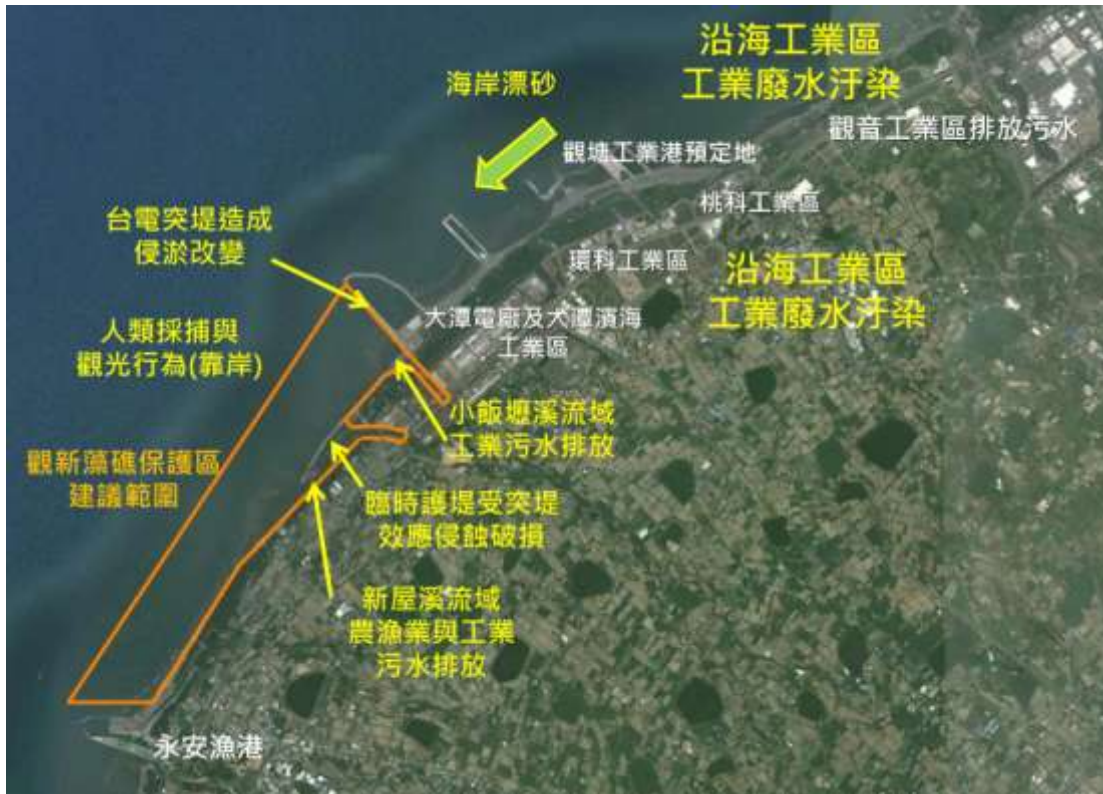 沿海工業區
工業廢水汙染
海岸漂砂
觀音工業區排放污水
觀塘工業港預定地
桃科工業區
台電突堤造成
侵淤改變
環科工業區
沿海工業區
工業廢水汙染
大潭電廠及大潭濱海
工業區
人類採捕與
觀光行為(靠岸)
小飯壢溪流域
工業污水排放
觀新藻礁保護區
建議範圍
臨時護堤受突堤
效應侵蝕破損
新屋溪流域
農漁業與工業
污水排放
永安漁港